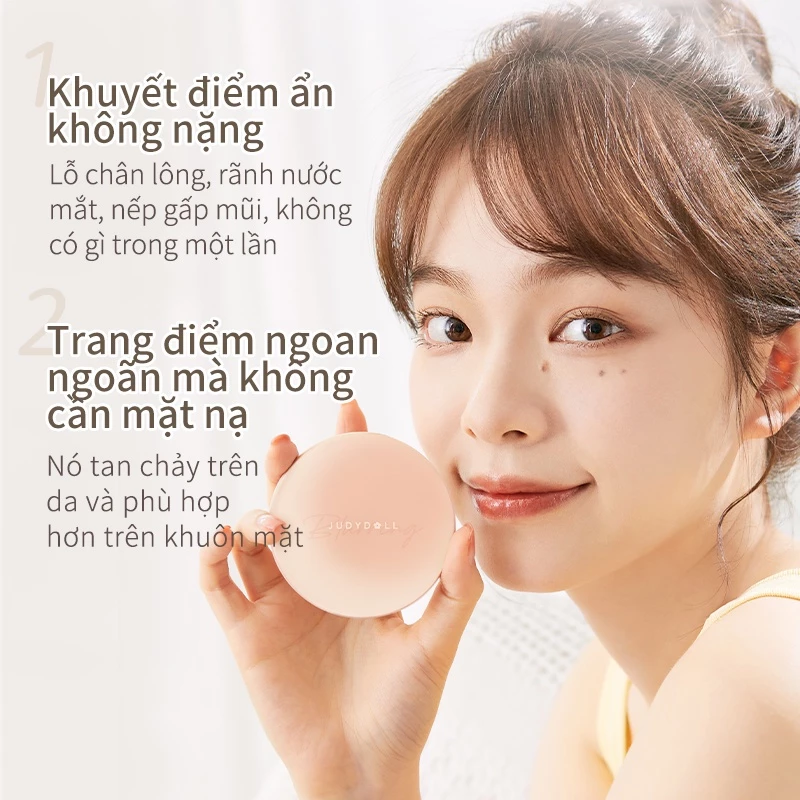 1
Khuyết điểm ẩn
không nặng
Lỗ chân lông, rãnh nước
mắt, nếp gấp mũi, không
có gì trong một lần
2
Trang điểm ngoan
ngoãn mà không
cần mặt nạ
Nó tan chảy trên
da và phù hợp
hơn trên khuôn mặt
JUDYDOLL